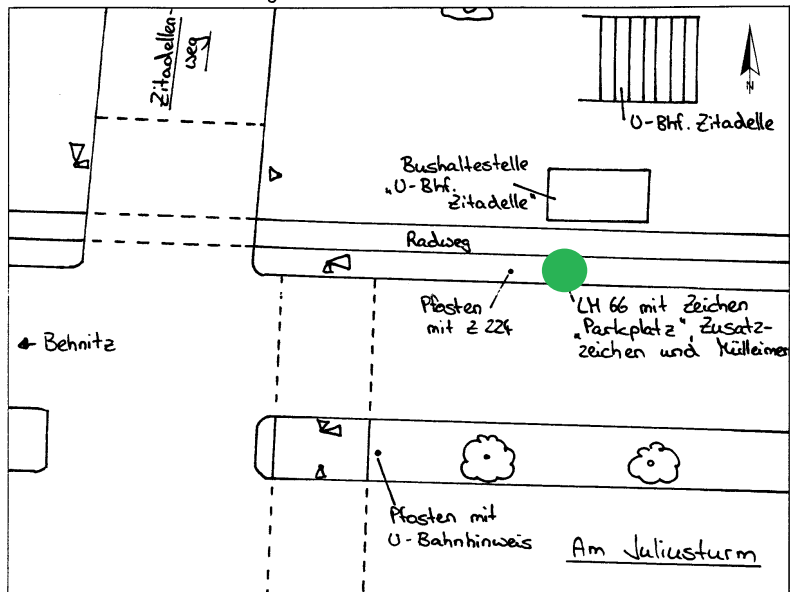 Zitadellen-
weg
N
U-Bhf. Zitadelle
Bushaltestelle
„U-Bhf.
Zitadelle"
Radweg
Pfosten
mit Z 224
LM 66 mit Zeichen
„Parkplatz", Zusatz-
zeichen und Mülleimer
Behnitz
Pfosten mit
U-Bahnhinweis
Am Juliusturm